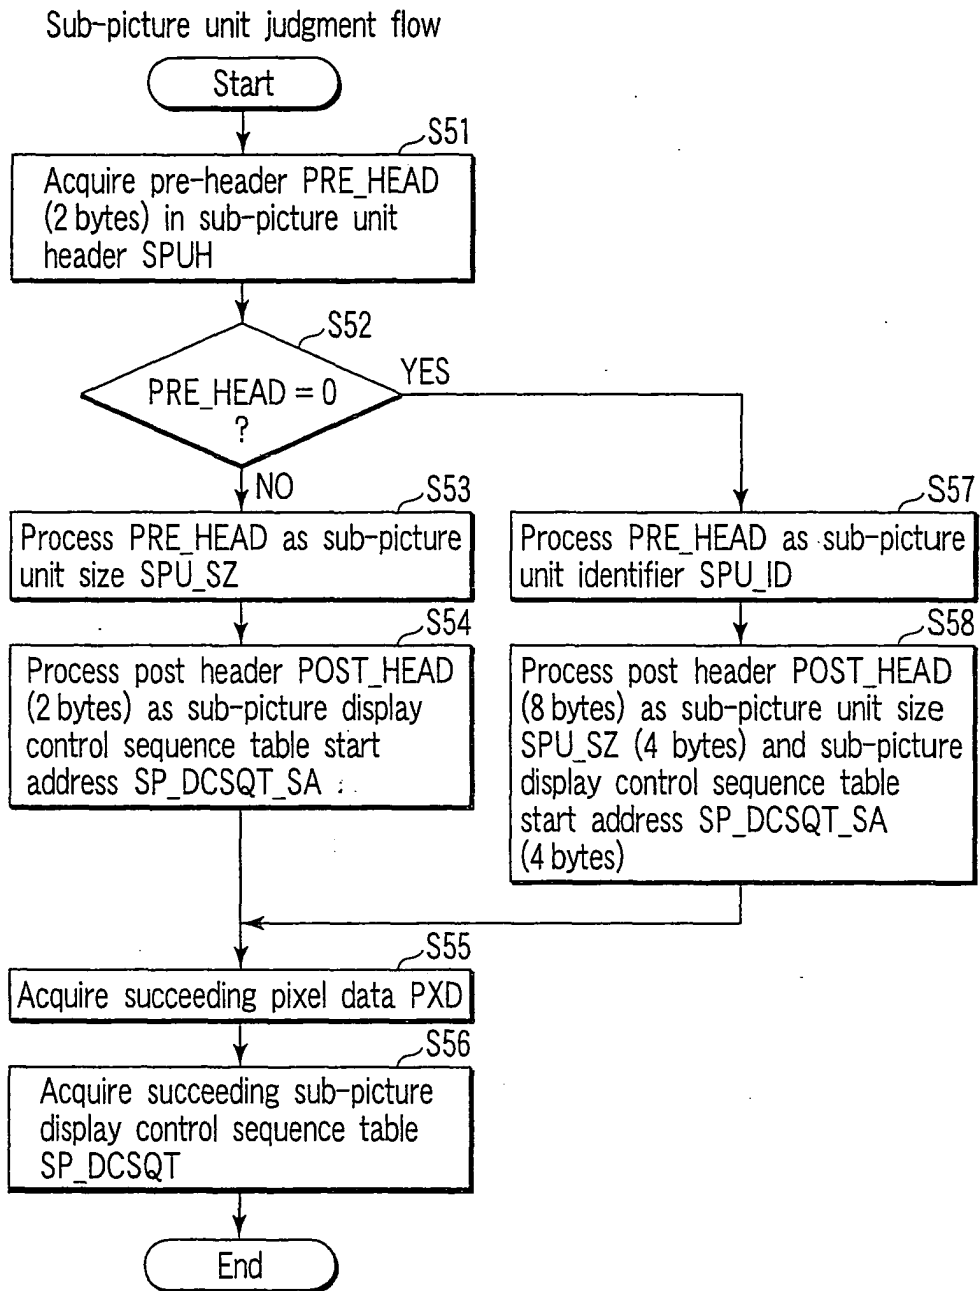 Sub-picture unit judgment flow
Start
S51
Acquire pre-header PRE_HEAD
(2 bytes) in sub-picture unit
header SPUH
S52
PRE_HEAD = 0
?
YES
NO
S53
Process PRE_HEAD as sub-picture
unit size SPU_SZ
S54
Process post header POST_HEAD
(2 bytes) as sub-picture display
control sequence table start
address SP_DCSQT_SA
S57
Process PRE_HEAD as sub-picture
unit identifier SPU_ID
S58
Process post header POST_HEAD
(8 bytes) as sub-picture unit size
SPU_SZ (4 bytes) and sub-picture
display control sequence table
start address SP_DCSQT_SA
(4 bytes)
S55
Acquire succeeding pixel data PXD
S56
Acquire succeeding sub-picture
display control sequence table
SP_DCSQT
End